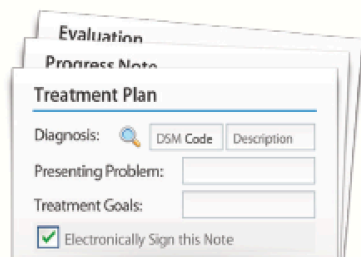 Evaluation
Progress Note
Treatment Plan
Diagnosis: DSM Code Description
Presenting Problem:
Treatment Goals:
Electronically Sign this Note